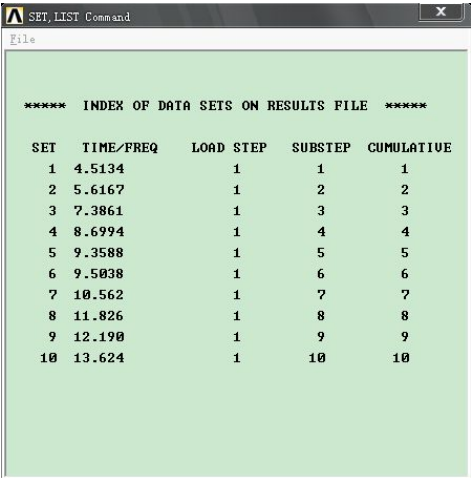 SET,LIST Command
File
***** INDEX OF DATA SETS ON RESULTS FILE *****
SET TIME/FREQ LOAD STEP SUBSTEP CUMULATIVE
1 4.5134 1 1 1
2 5.6167 1 2 2
3 7.3861 1 3 3
4 8.6994 1 4 4
5 9.3588 1 5 5
6 9.5038 1 6 6
7 10.562 1 7 7
8 11.826 1 8 8
9 12.190 1 9 9
10 13.624 1 10 10